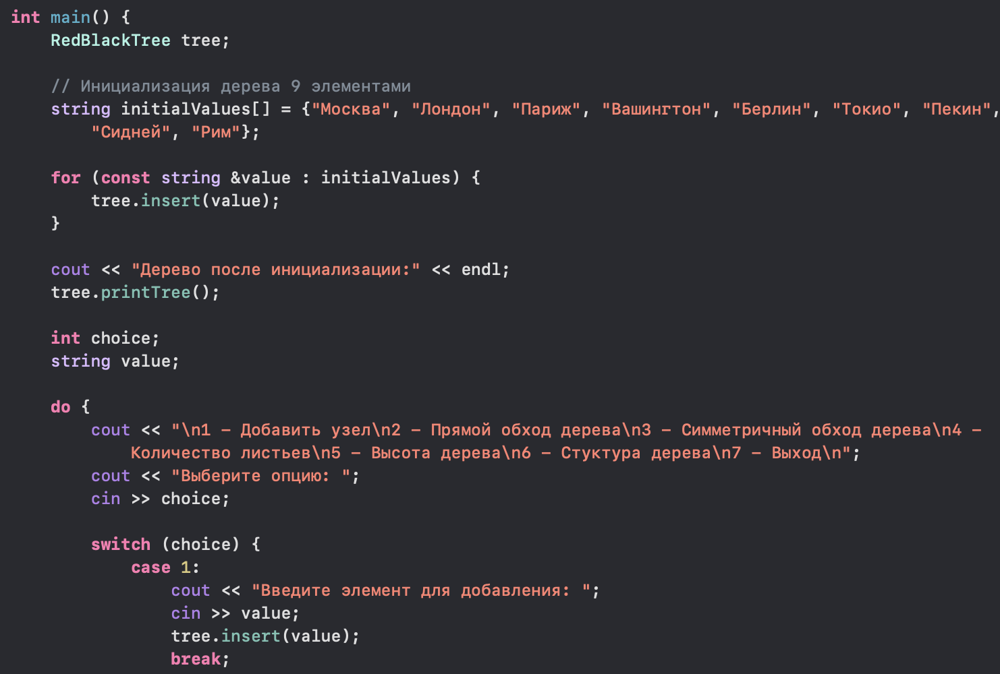 int main() {
RedBlackTree tree;
// Инициализация дерева 9 элементами
string initialValues[] = {"Москва", "Лондон", "Париж", "Вашингтон", "Берлин", "Токио", "Пекин",
"Сидней", "Рим"};
for (const string &value : initialValues) {
tree.insert(value);
}
cout << "Дерево после инициализации:" << endl;
tree.printTree();
int choice;
string value;
do {
cout << "\n1 – Добавить узел\n2 – Прямой обход дерева\n3 – Симметричный обход дерева\n4 –
Количество листьев\n5 – Высота дерева\n6 – Стуктура дерева\n7 – Выход\n";
cout << "Выберите опцию: ";
cin >> choice;
switch (choice) {
case 1:
cout << "Введите элемент для добавления: ";
cin >> value;
tree.insert(value);
break;